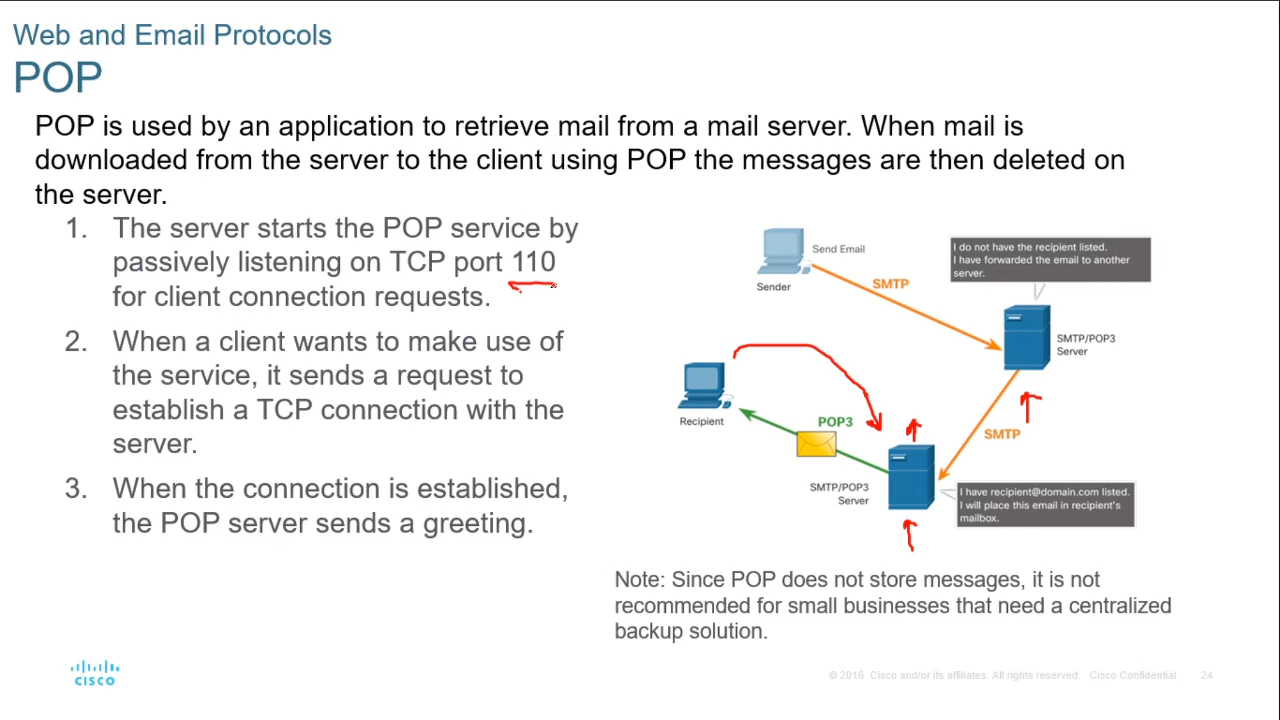 Web and Email Protocols
POP
POP is used by an application to retrieve mail from a mail server. When mail is
downloaded from the server to the client using POP the messages are then deleted on
the server.
1. The server starts the POP service by
passively listening on TCP port 110
for client connection requests.
2. When a client wants to make use of
the service, it sends a request to
establish a TCP connection with the
server.
3. When the connection is established,
the POP server sends a greeting.
Send Email
Sender
SMTP
I do not have the recipient listed.
I have forwarded the email to another
server.
SMTP/POP3
Server
Recipient
POP3
SMTP
SMTP/POP3
Server
I have recipient@domain.com listed.
I will place this email in recipient's
mailbox.
Note: Since POP does not store messages, it is not
recommended for small businesses that need a centralized
backup solution.
CISCO
© 2016 Cisco and/or its affiliates. All rights reserved. Cisco Confidential 24